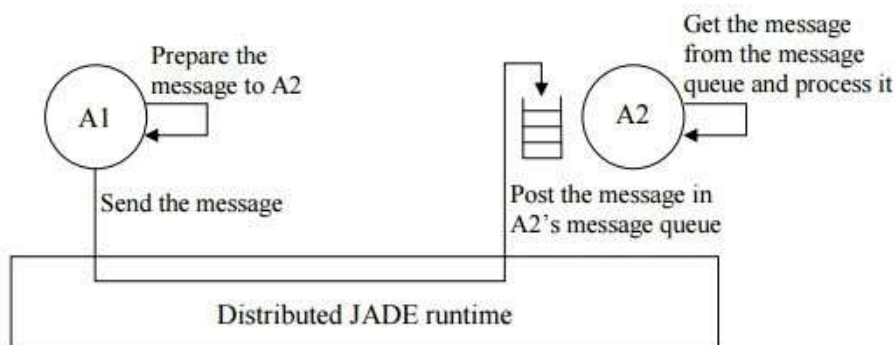 Prepare the
message to A2
A1
Send the message
Get the message
from the message
queue and process it
A2
Post the message in
A2's message queue
Distributed JADE runtime